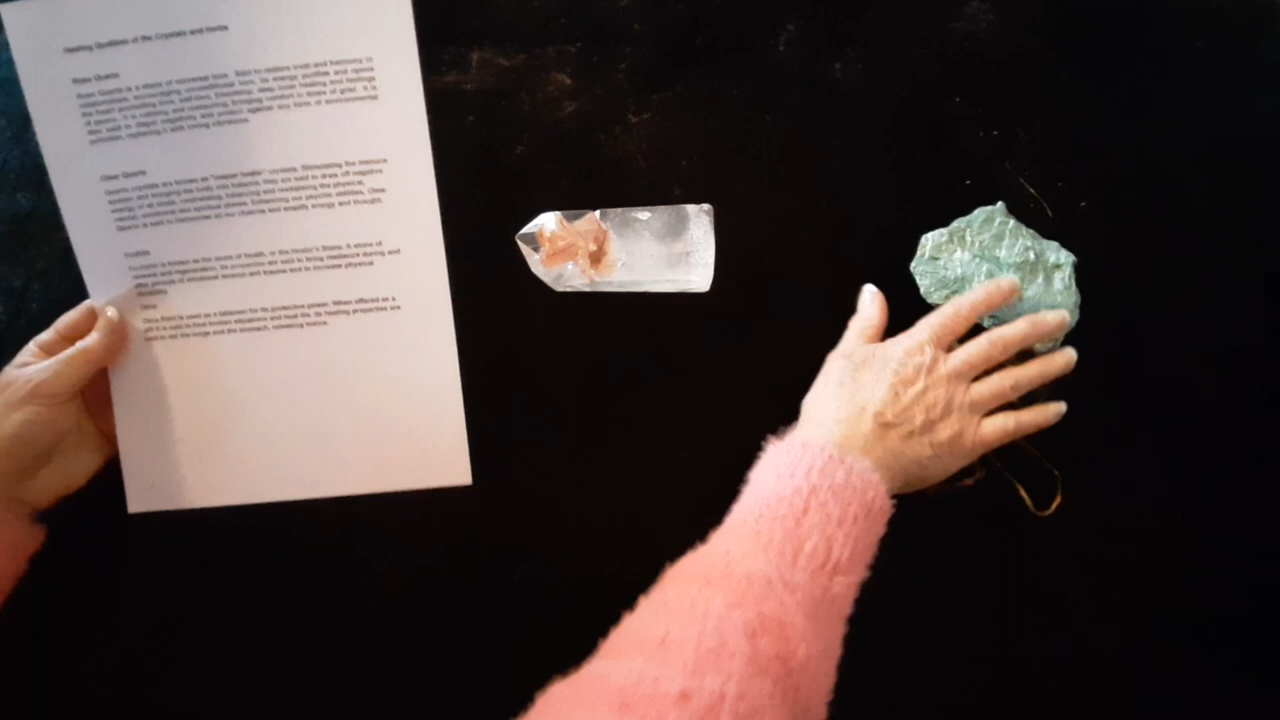 Healing Qualities of the Crystals and Herbs
Rose Quartz
Rose Quartz is a stone of universal love. Said to restore trust and harmony in
relationships, encouraging unconditional love, its energy purifies and opens
the heart promoting love, self-love, friendship, deep inner healing and feelings
of peace. It is calming and reassuring, bringing comfort in times of grief. It is
also said to dispel negativity and protect against any form of environmental
pollution, replacing it with loving vibrations.
Clear Quartz
Quartz crystals are known as "master healer" crystals. Stimulating the immune
system and bringing the body into balance, they are said to draw off negative
energy of all kinds, neutralising, balancing and revitalising the physical,
mental, emotional and spiritual planes. Enhancing our psychic abilities, Clear
Quartz is said to harmonise all our chakras and amplify energy and thought.
Fuchsite
Fuchsite is known as the stone of health, or the Healer's Stone. A stone of
renewal and regeneration, its properties are said to bring resilience during and
after periods of emotional tension and trauma and to increase physical
durability.
is used as a talisman for its protective power. When offered as a
gift it is said to heal broken situations and heal life. Its healing properties are
said to aid the lungs and the stomach, removing toxins.